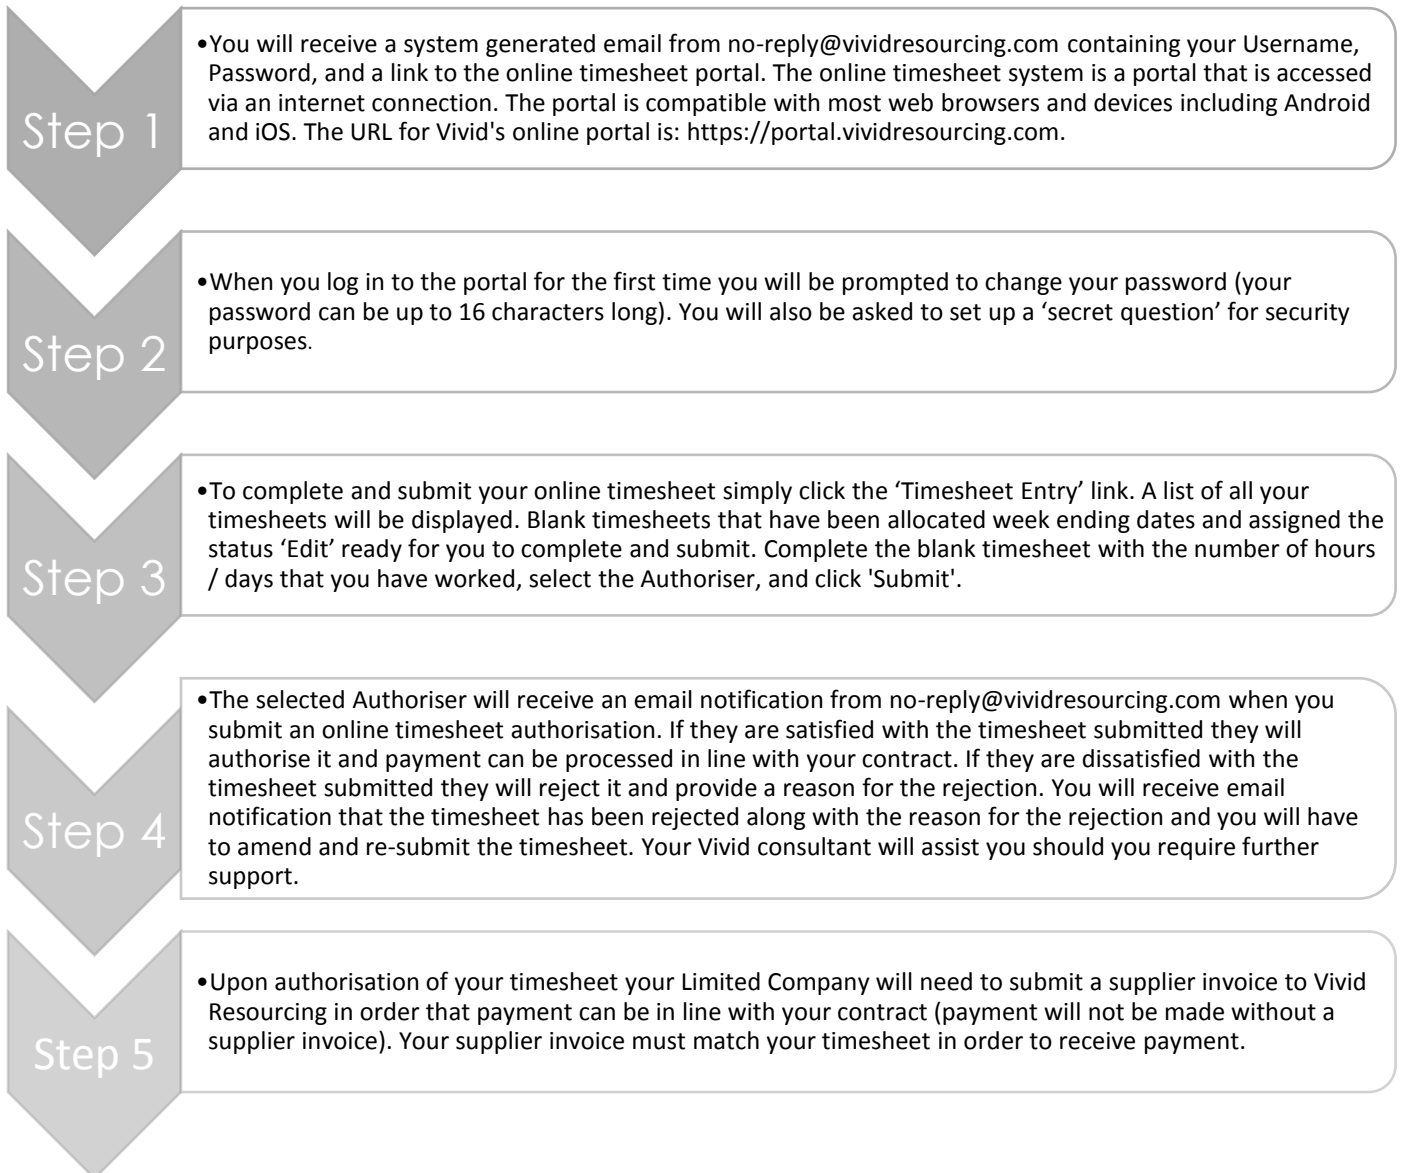 Step 1
•You will receive a system generated email from no-reply@vividresourcing.com containing your Username,
Password, and a link to the online timesheet portal. The online timesheet system is a portal that is accessed
via an internet connection. The portal is compatible with most web browsers and devices including Android
and iOS. The URL for Vivid's online portal is: https://portal.vividresourcing.com.
Step 2
•When you log in to the portal for the first time you will be prompted to change your password (your
password can be up to 16 characters long). You will also be asked to set up a ‘secret question’ for security
purposes.
Step 3
•To complete and submit your online timesheet simply click the ‘Timesheet Entry’ link. A list of all your
timesheets will be displayed. Blank timesheets that have been allocated week ending dates and assigned the
status ‘Edit’ ready for you to complete and submit. Complete the blank timesheet with the number of hours
/ days that you have worked, select the Authoriser, and click 'Submit'.
Step 4
•The selected Authoriser will receive an email notification from no-reply@vividresourcing.com when you
submit an online timesheet authorisation. If they are satisfied with the timesheet submitted they will
authorise it and payment can be processed in line with your contract. If they are dissatisfied with the
timesheet submitted they will reject it and provide a reason for the rejection. You will receive email
notification that the timesheet has been rejected along with the reason for the rejection and you will have
to amend and re-submit the timesheet. Your Vivid consultant will assist you should you require further
support.
Step 5
•Upon authorisation of your timesheet your Limited Company will need to submit a supplier invoice to Vivid
Resourcing in order that payment can be in line with your contract (payment will not be made without a
supplier invoice). Your supplier invoice must match your timesheet in order to receive payment.